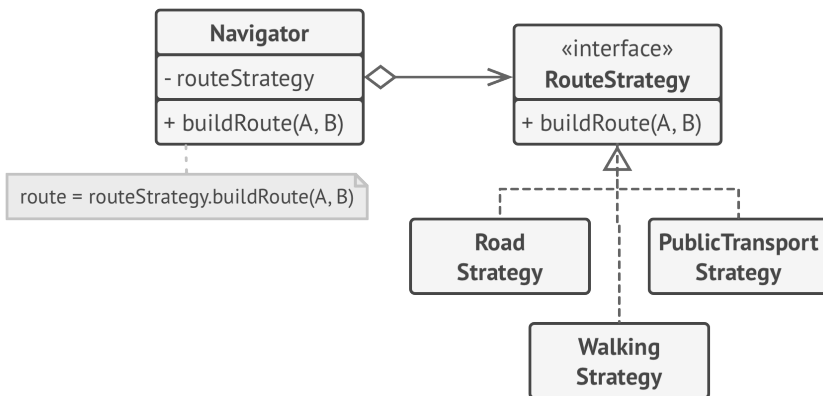 Navigator
- routeStrategy
+ buildRoute(A, B)
route = routeStrategy.buildRoute(A, B)
«interface»
RouteStrategy
+ buildRoute(A, B)
Road
Strategy
PublicTransport
Strategy
Walking
Strategy